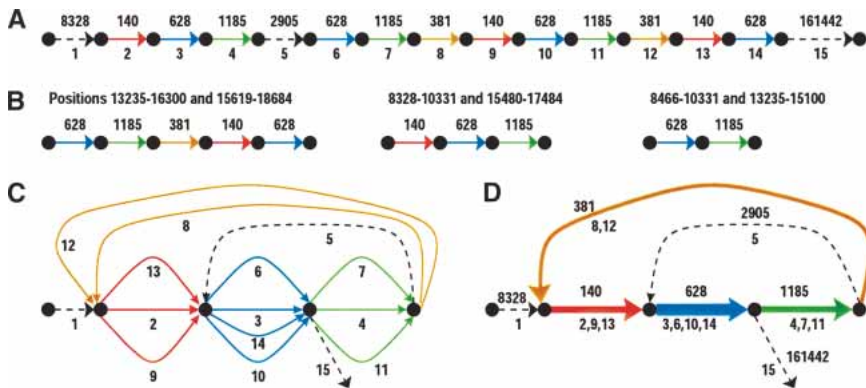 A
8328 140 628 1185 2905 628 1185 381 140 628 1185 381 140 628 161442
1 2 3 4 5 6 7 8 9 10 11 12 13 14 15
B
Positions 13235-16300 and 15619-18684
8328-10331 and 15480-17484
8466-10331 and 13235-15100
628 1185 381 140 628
140 628 1185
628 1185
C
8
12
5
13 6 7
1 2 3 4
14
9 10 15 11
D
381
8,12
2905
5
8328 140 628 1185
1 2,9,13 3,6,10,14 4,7,11
161442
15